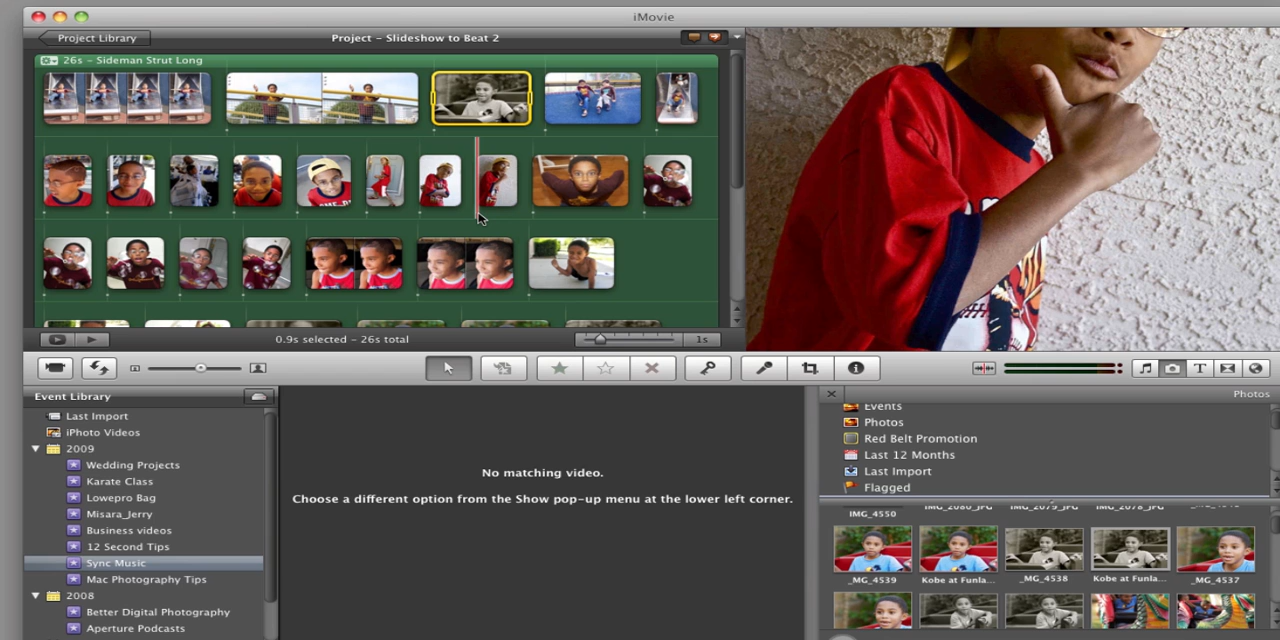 iMovie
Project Library
Project – Slideshow to Beat 2
26s – Sideman Strut Long
0.9s selected – 26s total
1s
Event Library
Last Import
iPhoto Videos
2009
Wedding Projects
Karate Class
Lowepro Bag
Misara_Jerry
Business videos
12 Second Tips
Sync Music
Mac Photography Tips
2008
Better Digital Photography
Aperture Podcasts
No matching video.
Choose a different option from the Show pop-up menu at the lower left corner.
Photos
Events
Photos
Red Belt Promotion
Last 12 Months
Last Import
Flagged
IMG_4550
IMG_2080_JPG
IMG_2079_JPG
IMG_2078_JPG
_MG_4539
Kobe at Funla...
_MG_4538
Kobe at Funla...
_MG_4537